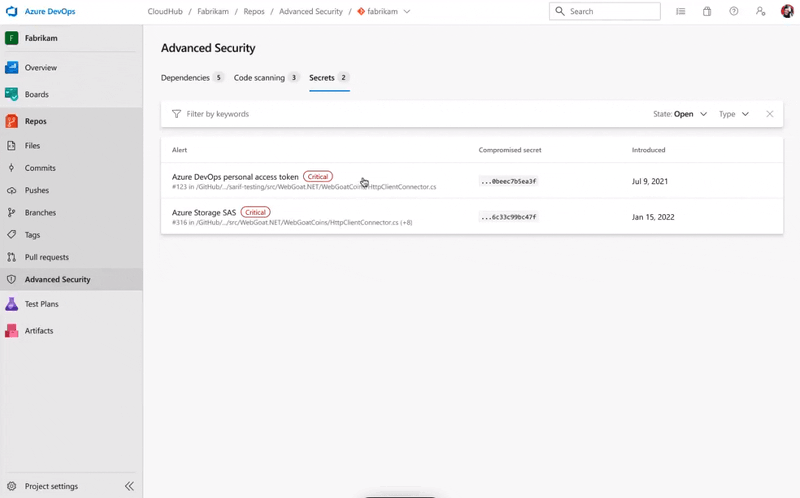 Azure DevOps
CloudHub / Fabrikam / Repos / Advanced Security / fabrikam
Search
F Fabrikam
Overview
Boards
Repos
Files
Commits
Pushes
Branches
Tags
Pull requests
Advanced Security
Test Plans
Artifacts
Project settings
Advanced Security
Dependencies 5 Code scanning 3 Secrets 2
Filter by keywords State: Open Type
Alert Compromised secret Introduced
Azure DevOps personal access token Critical
#123 in /GitHub/.../sarif-testing/src/WebGoat.NET/WebGoatCoins/HttpClientConnector.cs
...0beec7b5ea3f Jul 9, 2021
Azure Storage SAS Critical
#316 in /GitHub/.../src/WebGoat.NET/WebGoatCoins/HttpClientConnector.cs (+8)
...6c33c99bc47f Jan 15, 2022